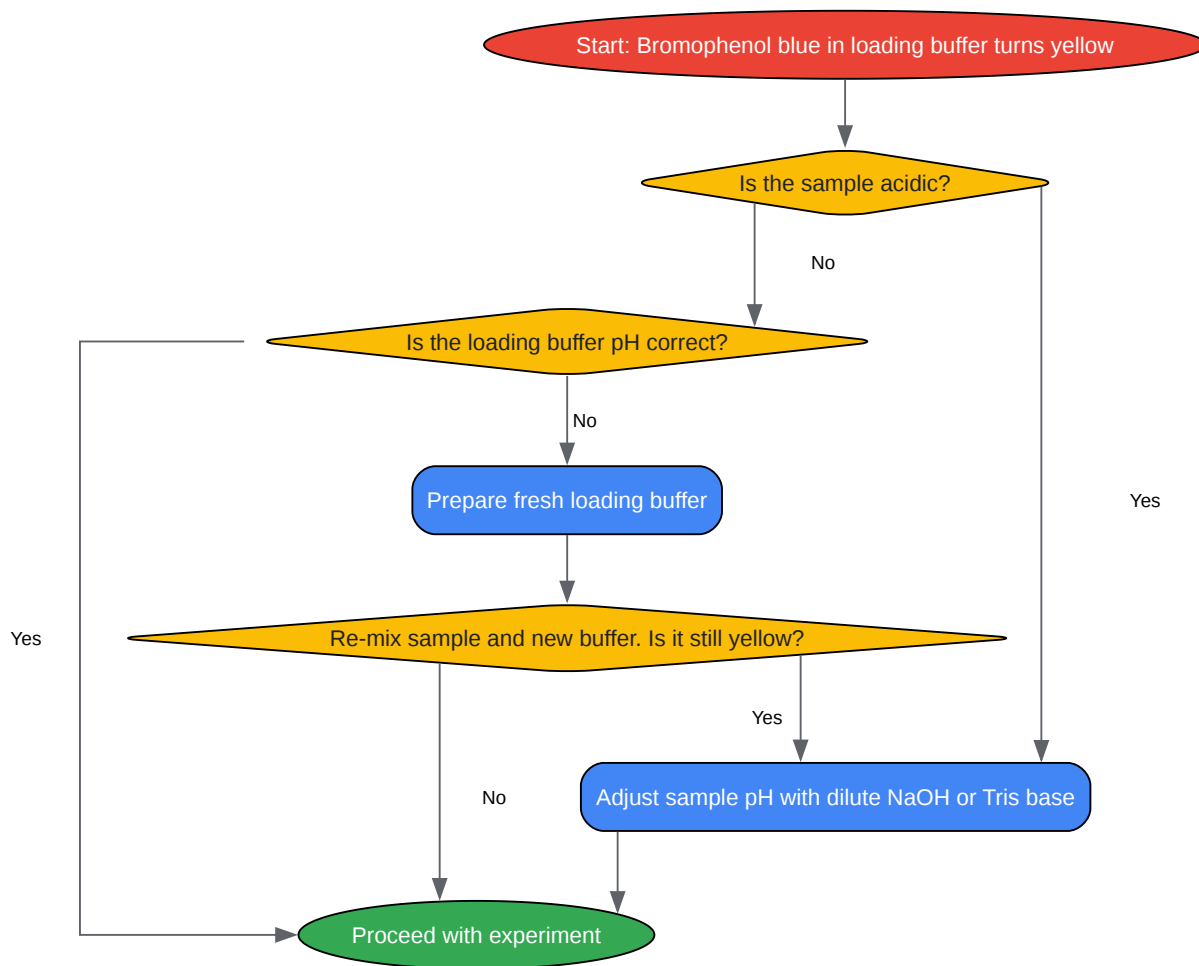 Start: Bromophenol blue in loading buffer turns yellow
Is the sample acidic?
No
Is the loading buffer pH correct?
No
Prepare fresh loading buffer
Yes
Re-mix sample and new buffer. Is it still yellow?
Yes
Yes
No
Adjust sample pH with dilute NaOH or Tris base
Proceed with experiment